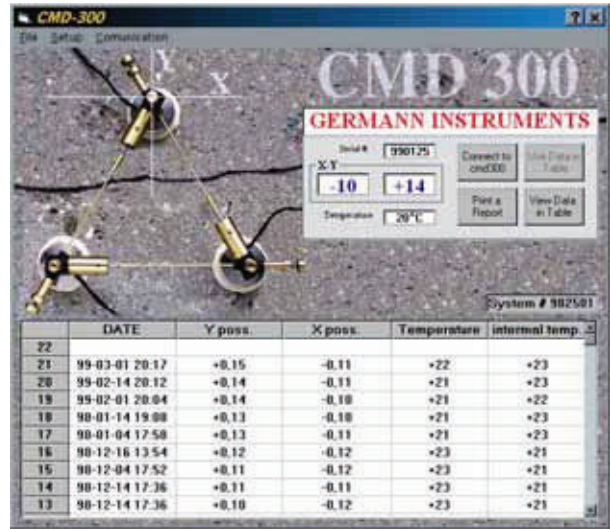 CMD-300
File Setup Comunication
Y
X
CMD 300
GERMANN INSTRUMENTS
Serial # 990125
X-Y
-10 +14
Temperature 20°C
Connect to cmd300
Print a Report
View Data in Table
System # 982501
DATE Y poss. X poss. Temperature internal temp.
22
21 99-03-01 20:17 +0,15 -0,11 +22 +23
20 99-02-14 20:12 +0,14 -0,11 +21 +23
19 99-02-01 20:04 +0,14 -0,10 +21 +22
18 98-01-14 19:08 +0,13 -0,10 +21 +23
17 98-01-04 17:58 +0,13 -0,11 +21 +23
16 98-12-16 13:54 +0,12 -0,12 +23 +21
15 98-12-04 17:52 +0,11 -0,12 +23 +21
14 98-12-14 17:36 +0,11 -0,11 +23 +21
13 98-12-14 17:36 +0,10 -0,12 +23 +21